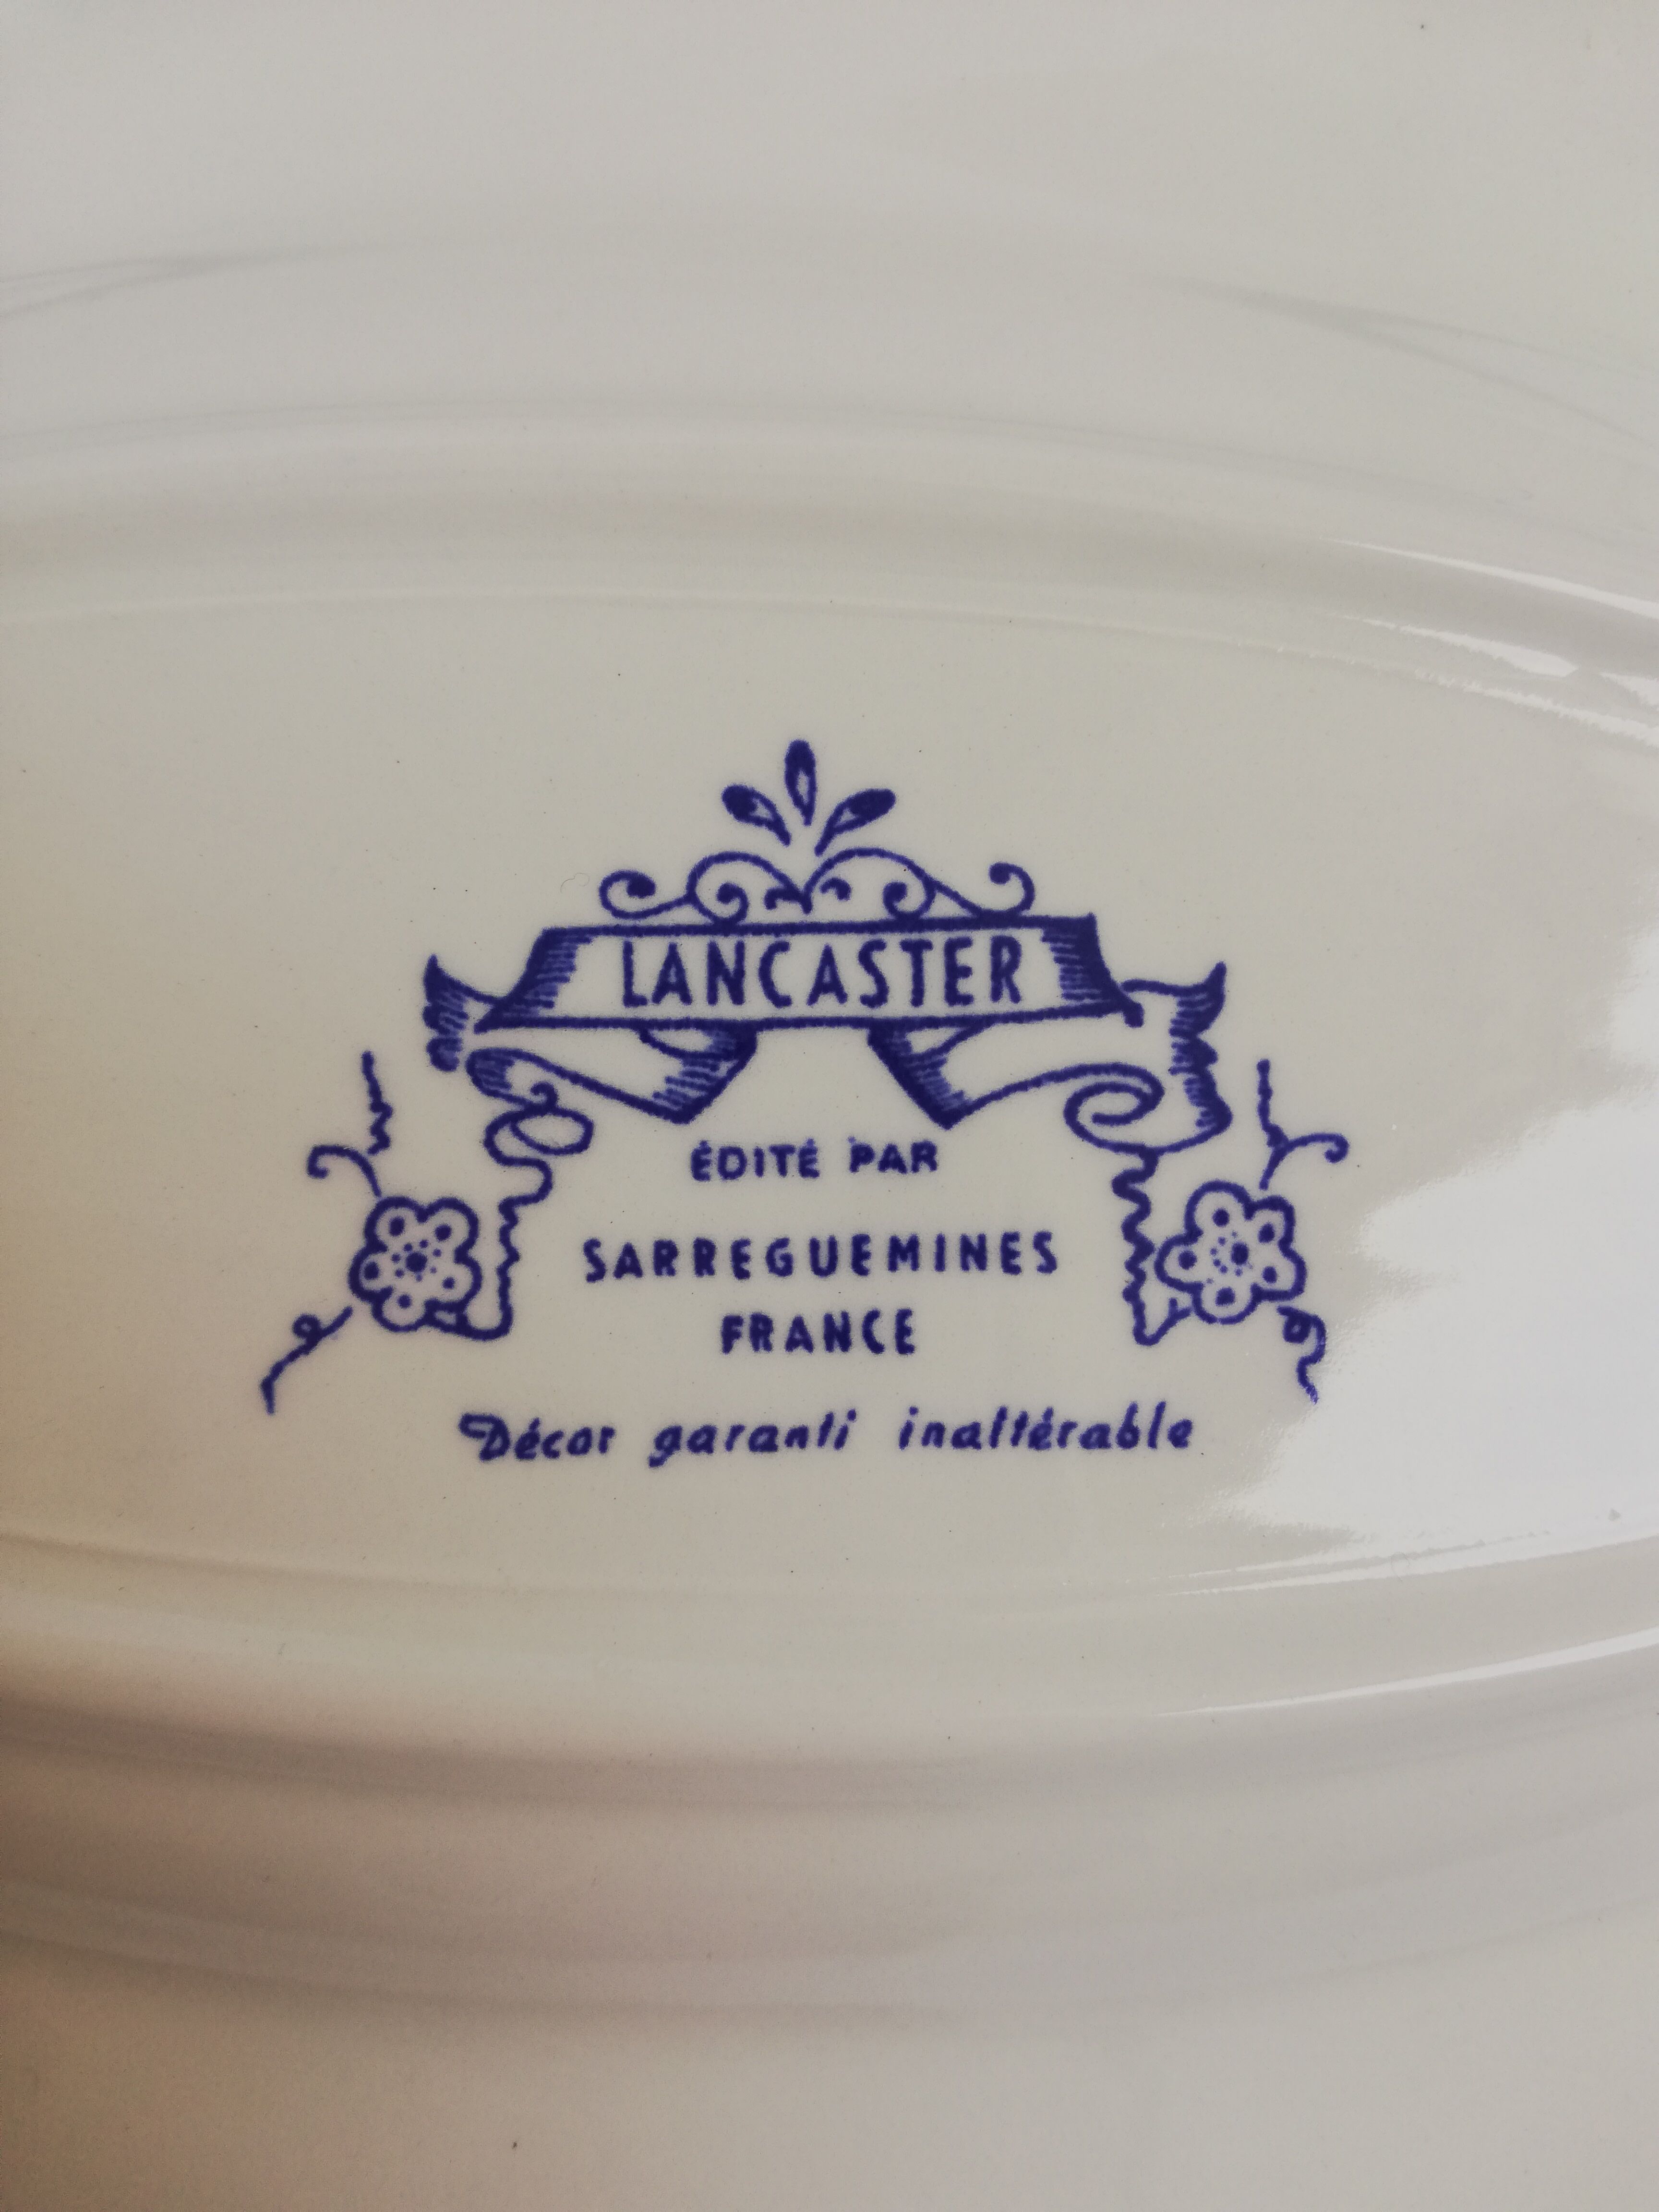 LANCASTER
ÉDITÉ PAR
SARREGUEMINES
FRANCE
Décor garanti inaltérable